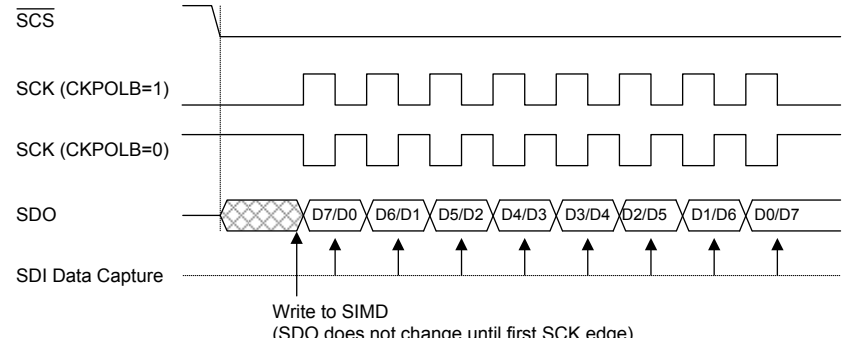 SCS
SCK (CKPOLB=1)
SCK (CKPOLB=0)
SDO
D7/D0 D6/D1 D5/D2 D4/D3 D3/D4 D2/D5 D1/D6 D0/D7
SDI Data Capture
Write to SIMD
(SDO does not change until first SCK edge)